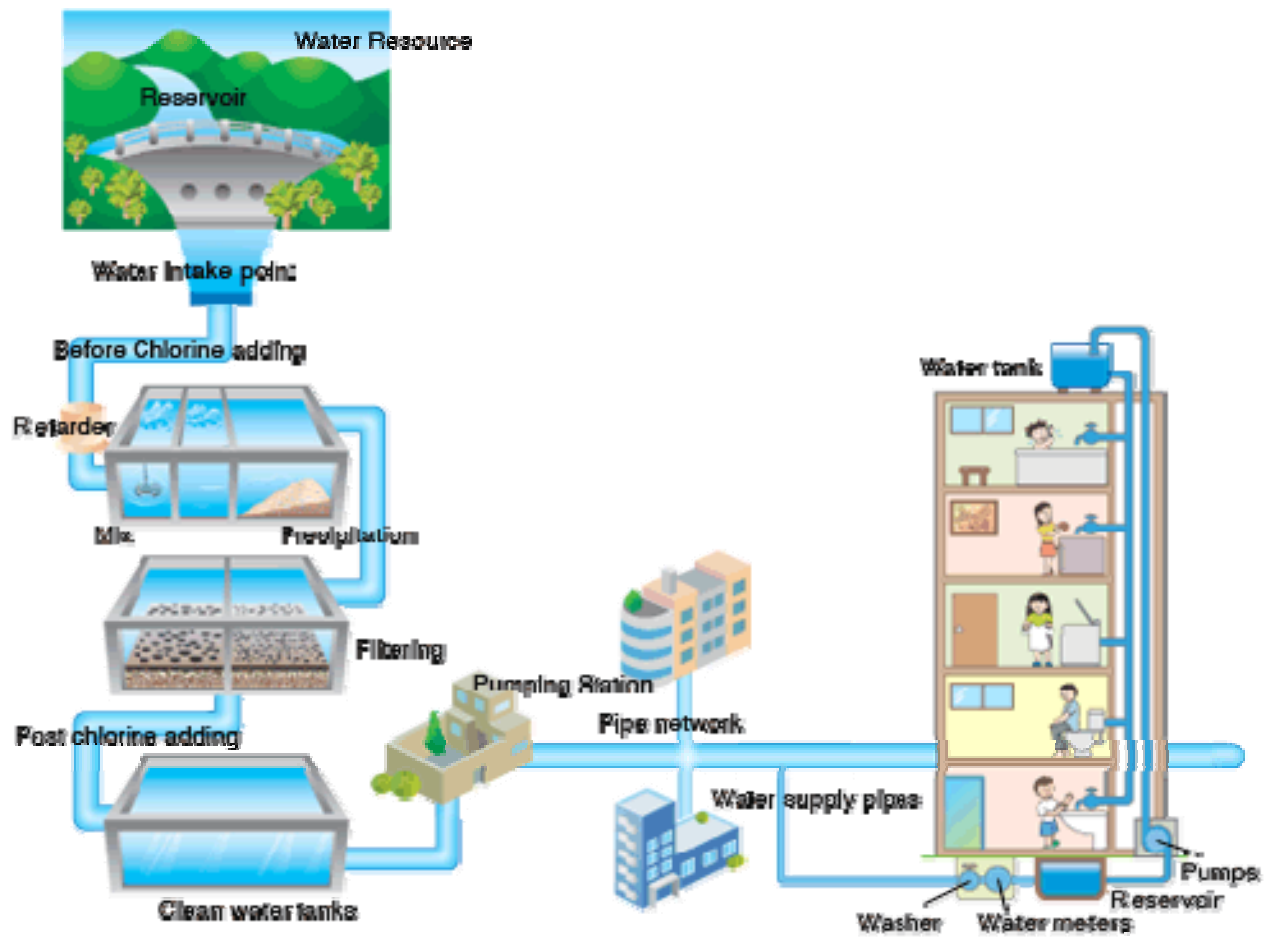 Water Resource
Reservoir
Water Intake point
Before Chlorine adding
Retarder
Mix
Precipitation
Filtering
Post chlorine adding
Clean water tanks
Pumping Station
Pipe network
Water supply pipes
Water tank
Pumps
Reservoir
Washer
Water meters